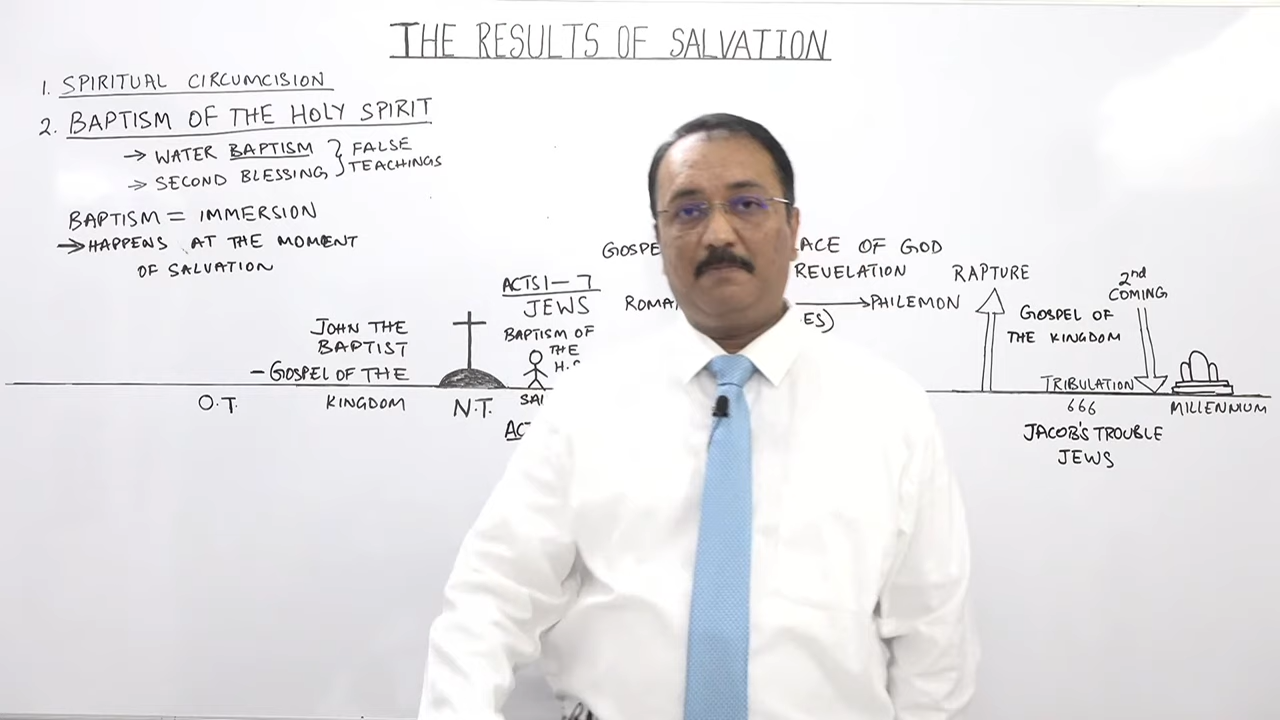 THE RESULTS OF SALVATION
1. SPIRITUAL CIRCUMCISION
2. BAPTISM OF THE HOLY SPIRIT
→ WATER BAPTISM } FALSE
→ SECOND BLESSING } TEACHINGS
BAPTISM = IMMERSION
→ HAPPENS AT THE MOMENT
OF SALVATION
JOHN THE
BAPTIST
- GOSPEL OF THE
KINGDOM
O.T.
N.T.
ACTS 1 - 7
JEWS
BAPTISM OF
THE
H.
OF GOD
REVELATION
→ PHILEMON
RAPTURE
GOSPEL OF
THE KINGDOM
2nd
COMING
TRIBULATION
666
JACOB'S TROUBLE
JEWS
MILLENNIUM